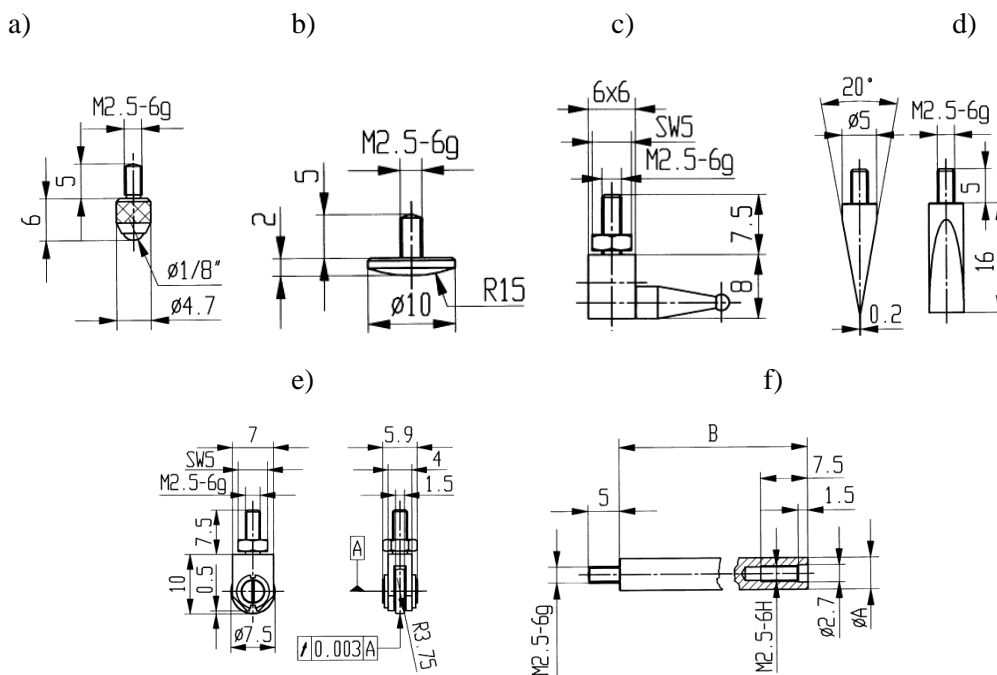 a)
b)
c)
d)
M2.5-6g
5
6
ø1/8"
ø4.7
M2.5-6g
5
2
R15
ø10
6x6
SW5
M2.5-6g
7.5
8
20°
ø5
0.2
M2.5-6g
5
16
e)
f)
7
SW5
M2.5-6g
7.5
10
0.5
ø7.5
5.9
4
1.5
A
R3.75
0.003 A
B
7.5
5
1.5
M2.5-6g
M2.5-6H
ø2.7
øA